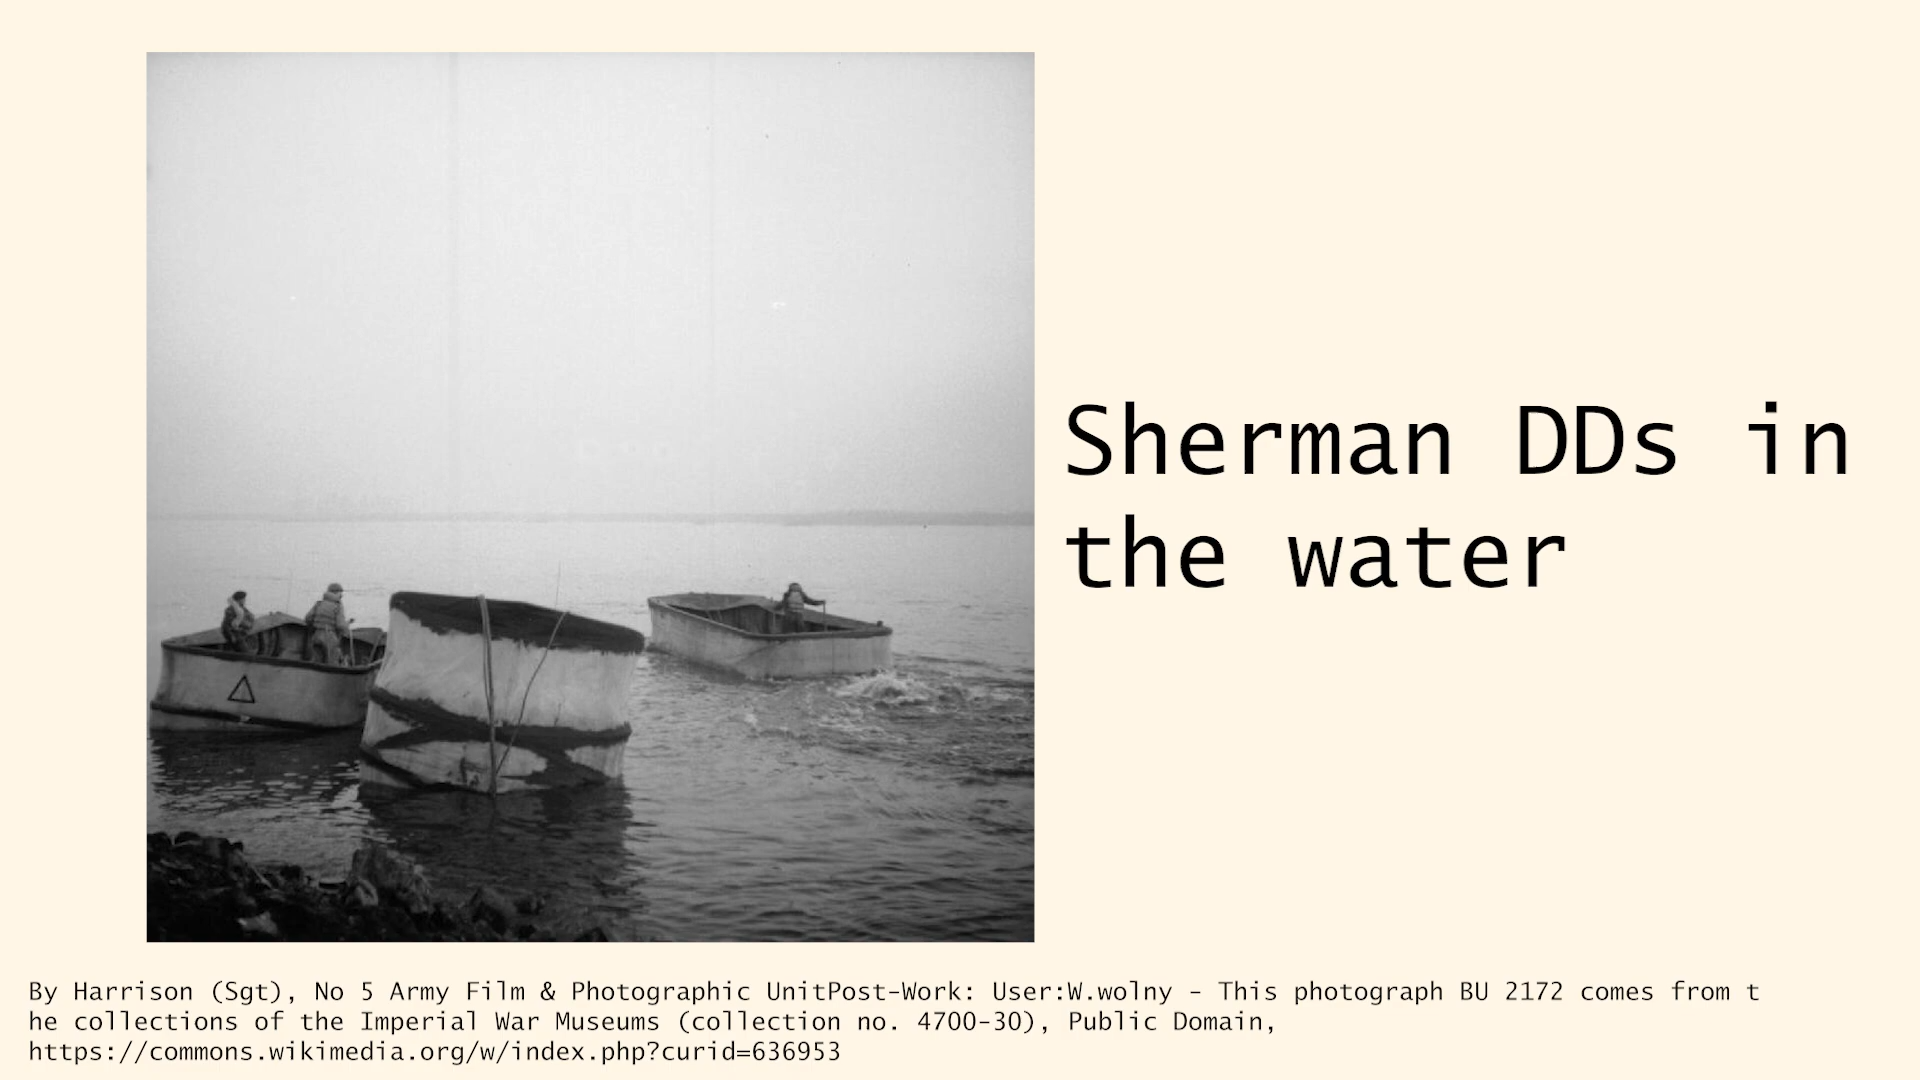 Sherman DDs in
the water
By Harrison (Sgt), No 5 Army Film & Photographic UnitPost-Work: User:W.wolny - This photograph BU 2172 comes from t
he collections of the Imperial War Museums (collection no. 4700-30), Public Domain,
https://commons.wikimedia.org/w/index.php?curid=636953